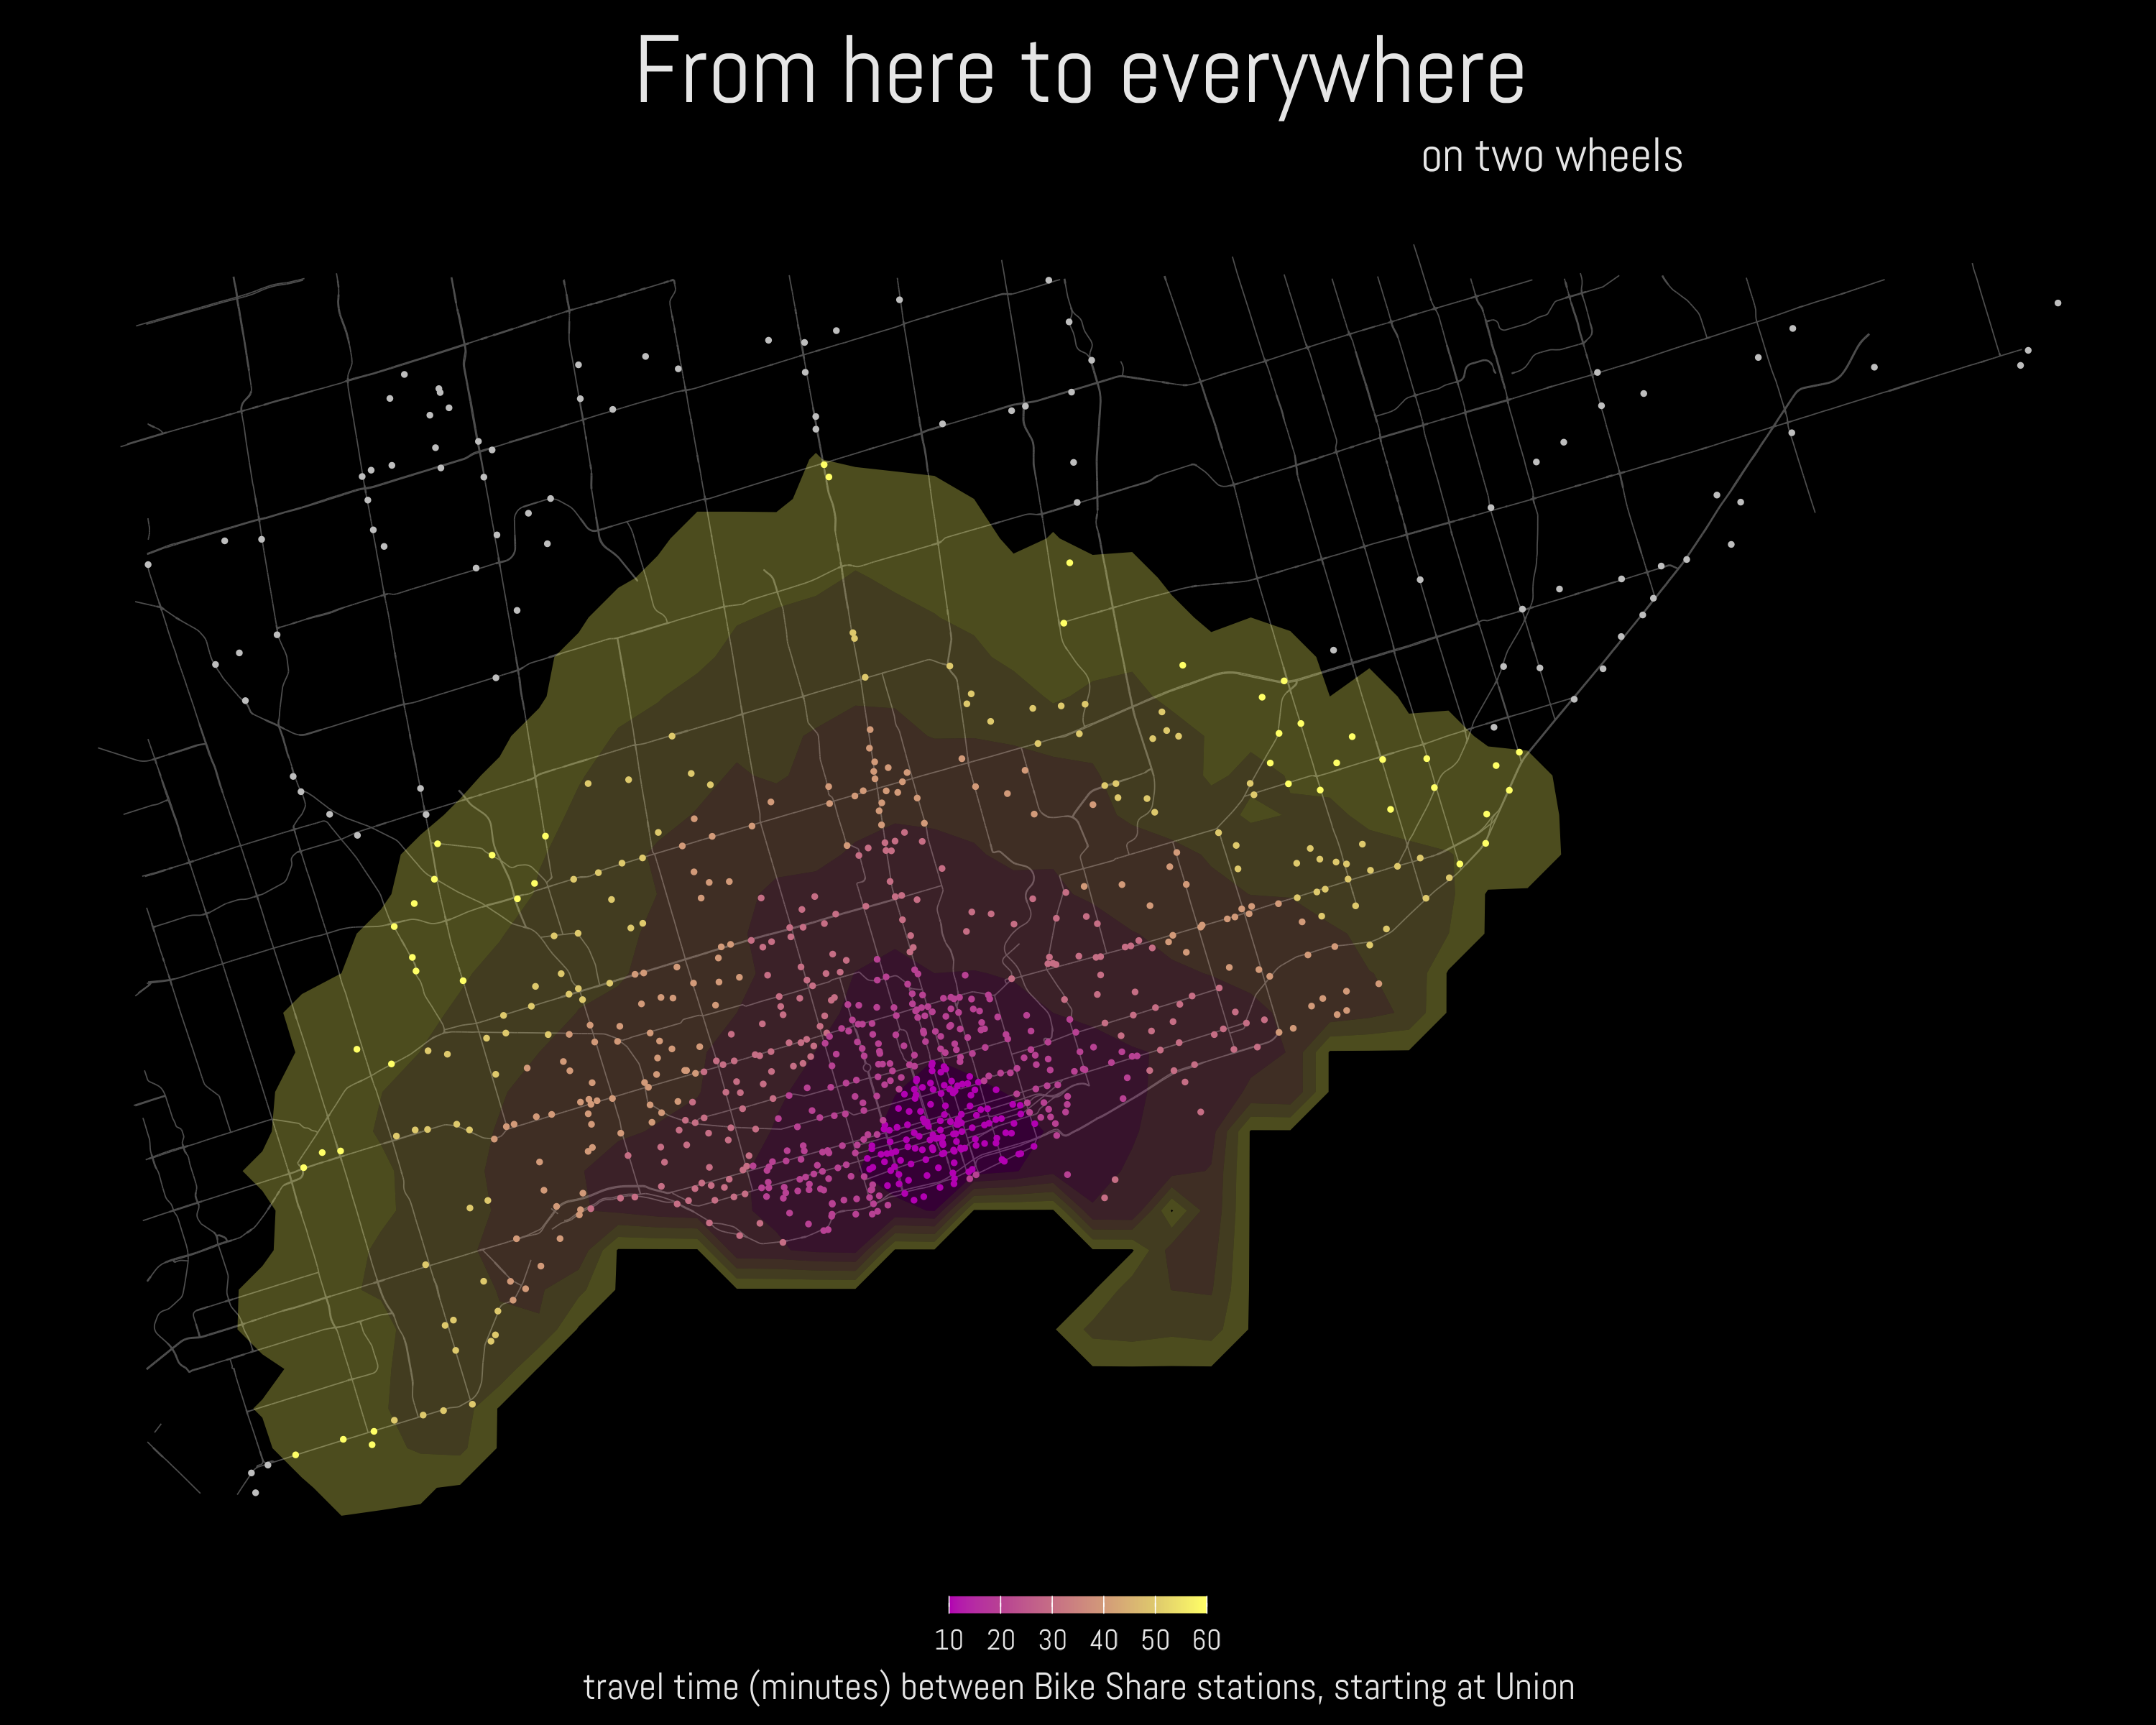 From here to everywhere
on two wheels
10 20 30 40 50 60
travel time (minutes) between Bike Share stations, starting at Union